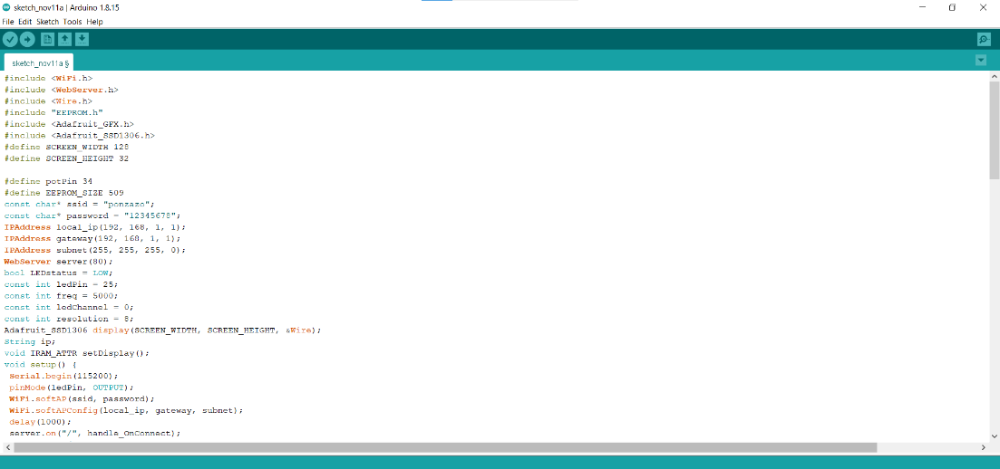 sketch_nov11a | Arduino 1.8.15
File Edit Sketch Tools Help
sketch_nov11a §
#include <WiFi.h>
#include <WebServer.h>
#include <Wire.h>
#include "EEPROM.h"
#include <Adafruit_GFX.h>
#include <Adafruit_SSD1306.h>
#define SCREEN_WIDTH 128
#define SCREEN_HEIGHT 32
#define potPin 34
#define EEPROM_SIZE 509
const char* ssid = "ponzazo";
const char* password = "12345678";
IPAddress local_ip(192, 168, 1, 1);
IPAddress gateway(192, 168, 1, 1);
IPAddress subnet(255, 255, 255, 0);
WebServer server(80);
bool LEDstatus = LOW;
const int ledPin = 25;
const int freq = 5000;
const int ledChannel = 0;
const int resolution = 8;
Adafruit_SSD1306 display(SCREEN_WIDTH, SCREEN_HEIGHT, &Wire);
String ip;
void IRAM_ATTR setDisplay();
void setup() {
Serial.begin(115200);
pinMode(ledPin, OUTPUT);
WiFi.softAP(ssid, password);
WiFi.softAPConfig(local_ip, gateway, subnet);
delay(1000);
server.on("/", handle_OnConnect);